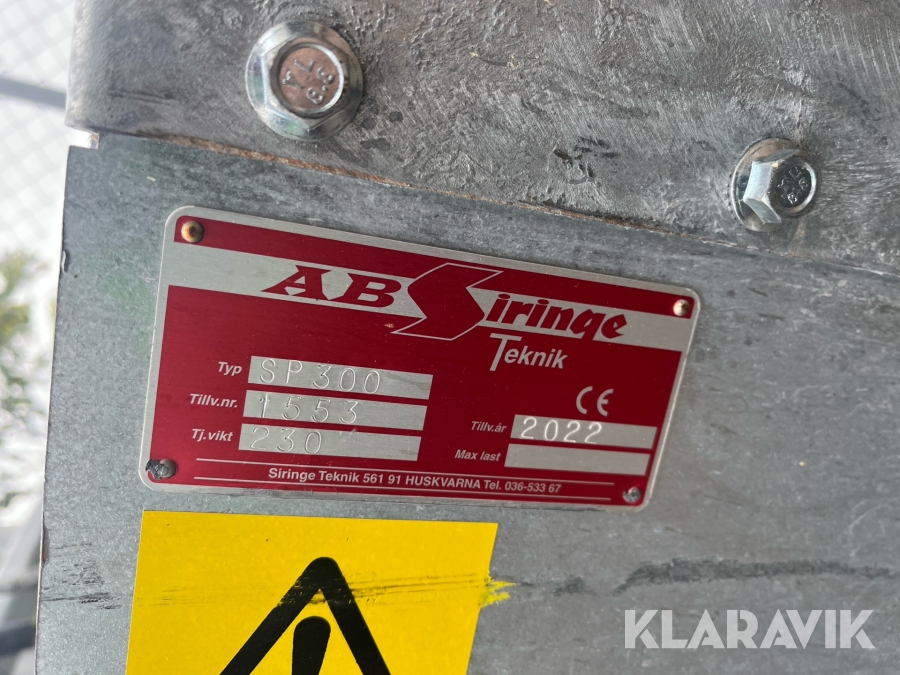 AB Siringe
Teknik
Typ SP300
Tillv.nr. 1553
Tj.vikt 230
CE
Tillv.år 2022
Max last
Siringe Teknik 561 91 HUSKVARNA Tel. 036-533 67
KLARAVIK